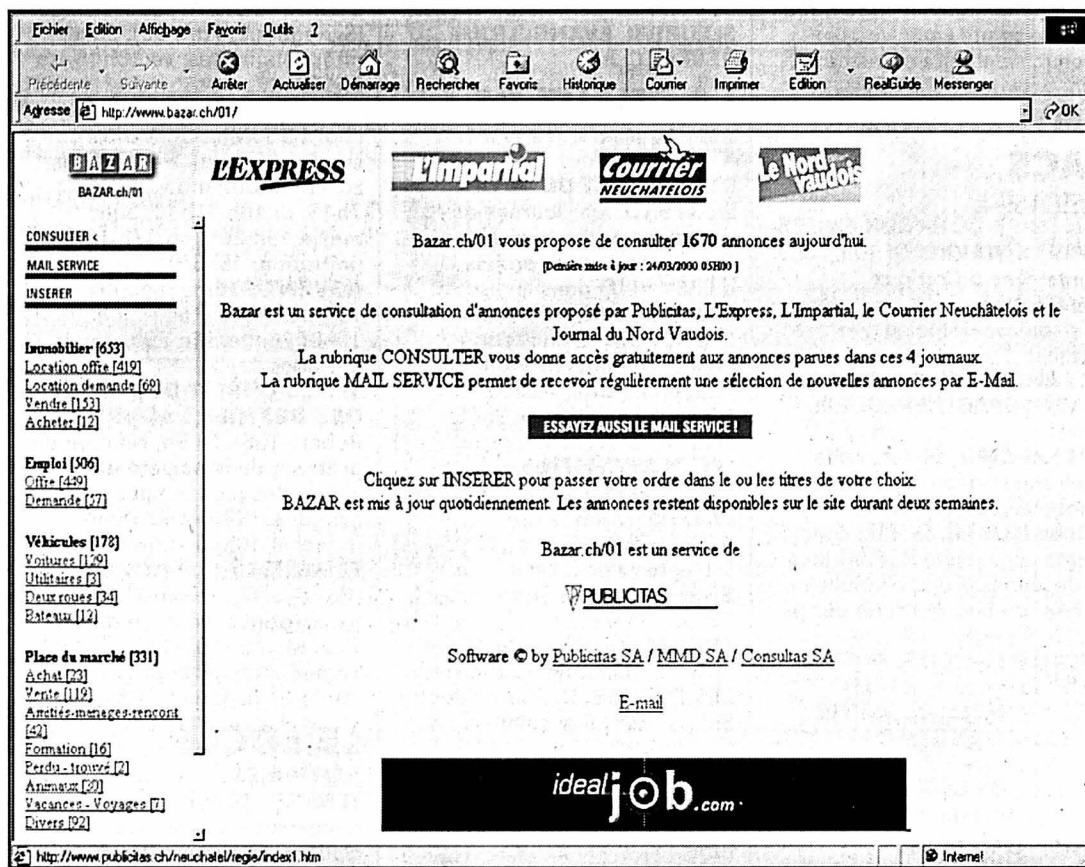 Fichier Edition Affichage Favoris Outils ?
Précédente Suivante Arrêter Actualiser Démarrage Rechercher Favoris Historique Courrier Imprimer Edition RealGuide Messenger
Adresse http://www.bazar.ch/01/ OK
BAZAR
BAZAR.ch/01
L'EXPRESS
L'Impartial
Courrier
NEUCHATELOIS
Le Nord
vaudois
CONSULTER <
MAIL SERVICE
INSERER
Immobilier [653]
Location offre [419]
Location demande [69]
Vendre [153]
Acheter [12]
Emploi [506]
Offre [449]
Demande [57]
Véhicules [178]
Voitures [129]
Utilitaires [3]
Deux roues [34]
Bateaux [12]
Place du marché [331]
Achat [23]
Vente [119]
Amitiés-mariages-rencont
[42]
Formation [16]
Perdu - trouvé [2]
Animaux [30]
Vacances - Voyages [7]
Divers [92]
Bazar.ch/01 vous propose de consulter 1670 annonces aujourd'hui.
[Dernière mise à jour : 24/03/2000 05H00 ]
Bazar est un service de consultation d'annonces proposé par Publicitas, L'Express, L'Impartial, le Courrier Neuchâtelois et le
Journal du Nord Vaudois.
La rubrique CONSULTER vous donne accès gratuitement aux annonces parues dans ces 4 journaux.
La rubrique MAIL SERVICE permet de recevoir régulièrement une sélection de nouvelles annonces par E-Mail.
ESSAYEZ AUSSI LE MAIL SERVICE !
Cliquez sur INSERER pour passer votre ordre dans le ou les titres de votre choix.
BAZAR est mis à jour quotidiennement. Les annonces restent disponibles sur le site durant deux semaines.
Bazar.ch/01 est un service de
PUBLICITAS
Software © by Publicitas SA / MMD SA / Consultas SA
E-mail
ideal job.com
http://www.publicitas.ch/neuchatel/regie/index1.htm Internet